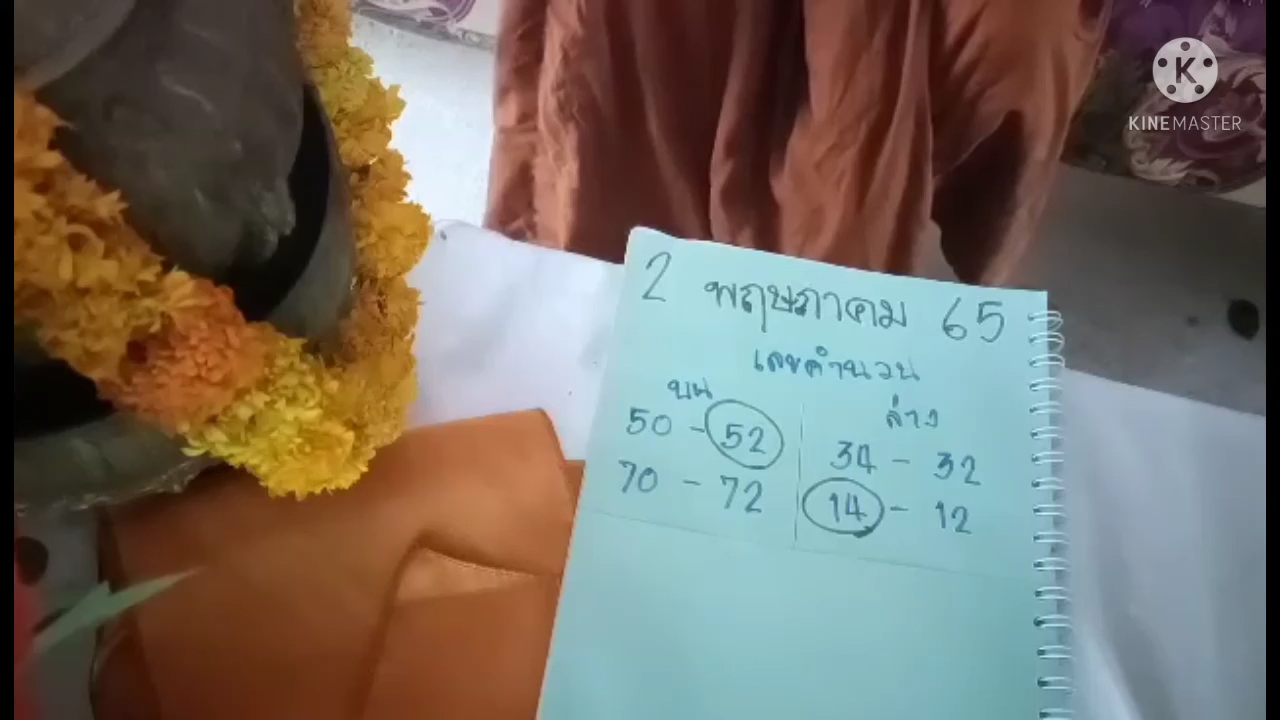 KINEMASTER
2 พฤษภาคม 65
เลขคำนวน
บน
ล่าง
50 - 52
34 - 32
70 - 72
14 - 12